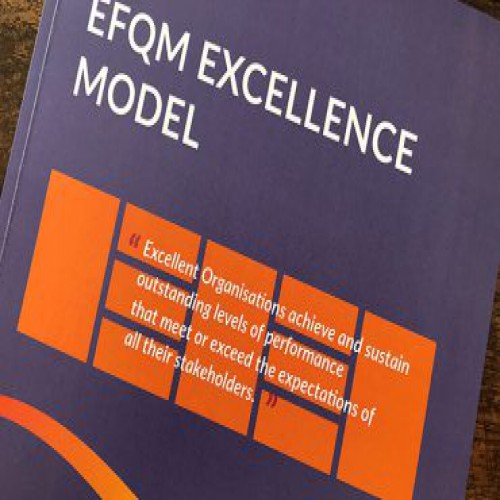 EFQM EXCELLENCE
MODEL
“ Excellent Organisations achieve and sustain
outstanding levels of performance
that meet or exceed the expectations of
all their stakeholders. ”